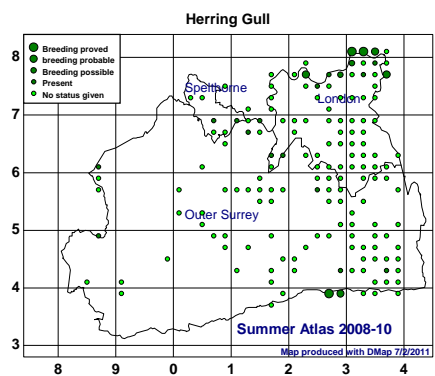 Herring Gull
Breeding proved
breeding probable
Breeding possible
Present
No status given
8
7
6
5
4
3
Spelthorne
London
Outer Surrey
Summer Atlas 2008-10
Map produced with DMap 7/2/2011
8 9 0 1 2 3 4